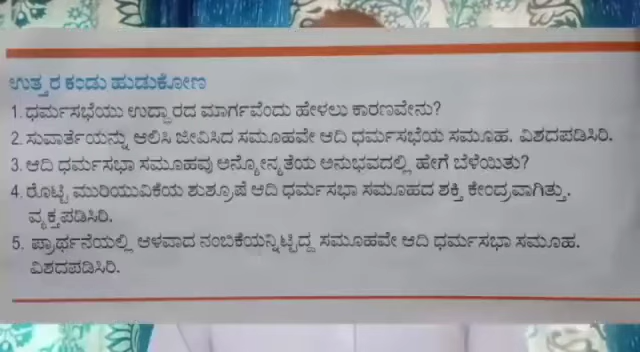 ಉತ್ತರ ಕಂಡು ಹುಡುಕೋಣ
1. ಧರ್ಮಸಭೆಯು ಉದ್ಧಾರದ ಮಾರ್ಗವೆಂದು ಹೇಳಲು ಕಾರಣವೇನು?
2. ಸುವಾರ್ತೆಯನ್ನು ಆಲಿಸಿ ಜೀವಿಸಿದ ಸಮೂಹವೇ ಆದಿ ಧರ್ಮಸಭೆಯ ಸಮೂಹ. ವಿಶದಪಡಿಸಿರಿ.
3. ಆದಿ ಧರ್ಮಸಭಾ ಸಮೂಹವು ಅನ್ಯೋನ್ಯತೆಯ ಅನುಭವದಲ್ಲಿ ಹೇಗೆ ಬೆಳೆಯಿತು?
4. ರೊಟ್ಟಿ ಮುರಿಯುವಿಕೆಯ ಶುಶ್ರೂಷೆ ಆದಿ ಧರ್ಮಸಭಾ ಸಮೂಹದ ಶಕ್ತಿ ಕೇಂದ್ರವಾಗಿತ್ತು.
ವ್ಯಕ್ತಪಡಿಸಿರಿ.
5. ಪ್ರಾರ್ಥನೆಯಲ್ಲಿ ಆಳವಾದ ನಂಬಿಕೆಯನ್ನಿಟ್ಟಿದ್ದ ಸಮೂಹವೇ ಆದಿ ಧರ್ಮಸಭಾ ಸಮೂಹ.
ವಿಶದಪಡಿಸಿರಿ.